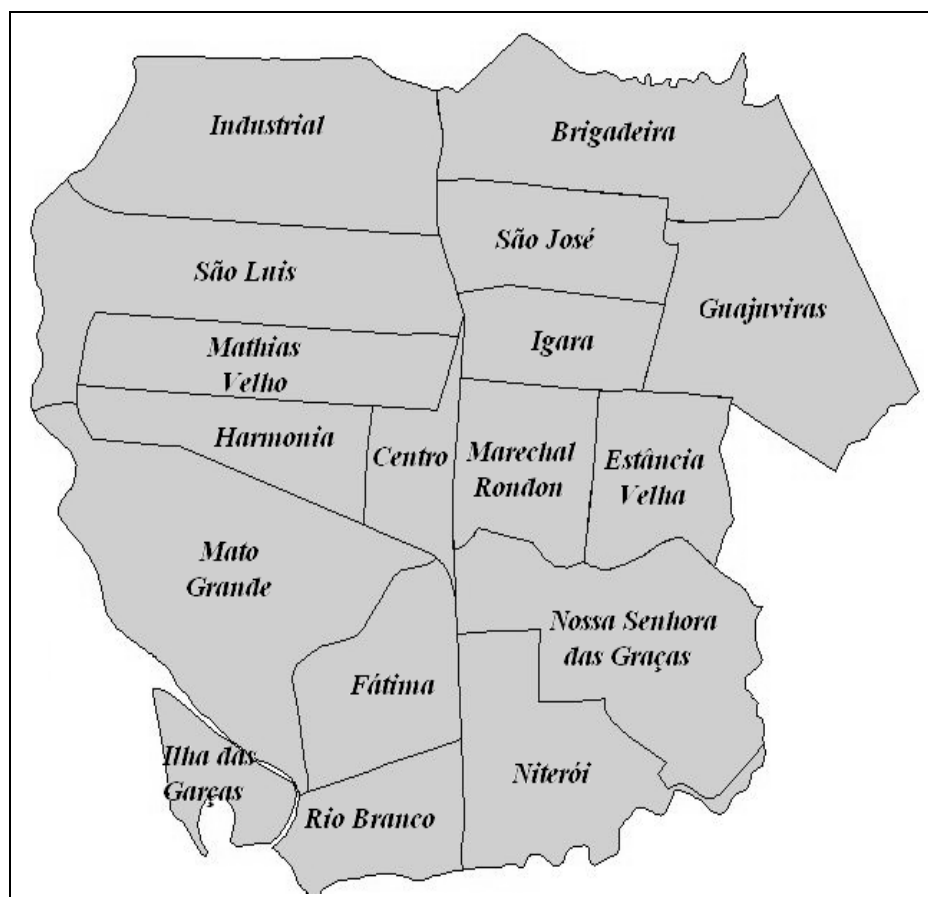 Industrial
Brigadeira
São José
São Luis
Guajuviras
Igara
Mathias
Velho
Harmonia
Centro
Marechal
Rondon
Estância
Velha
Mato
Grande
Nossa Senhora
das Graças
Fátima
Ilha das
Garças
Niterói
Rio Branco